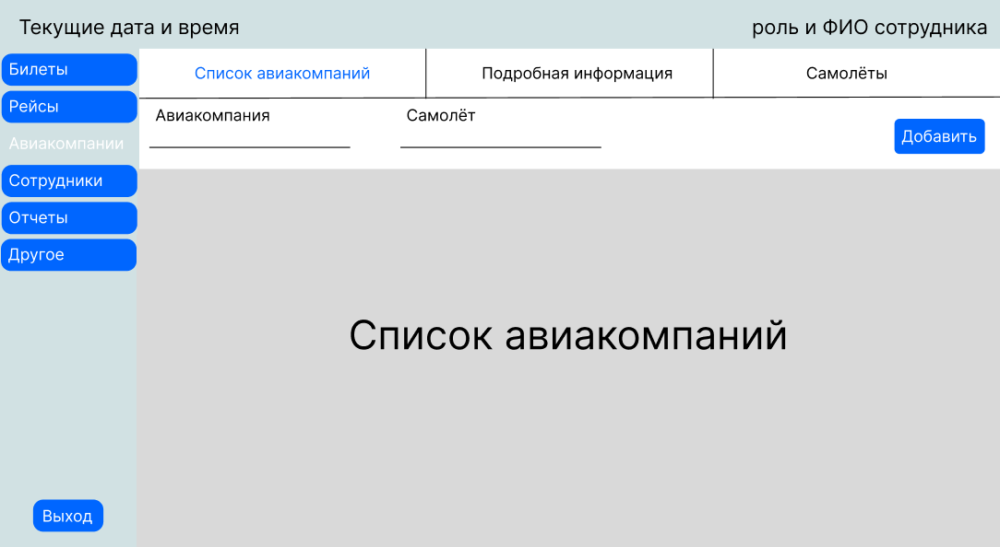 Текущие дата и время
роль и ФИО сотрудника
Билеты
Рейсы
Авиакомпании
Сотрудники
Отчеты
Другое
Выход
Список авиакомпаний
Подробная информация
Самолёты
Авиакомпания
Самолёт
Добавить
Список авиакомпаний